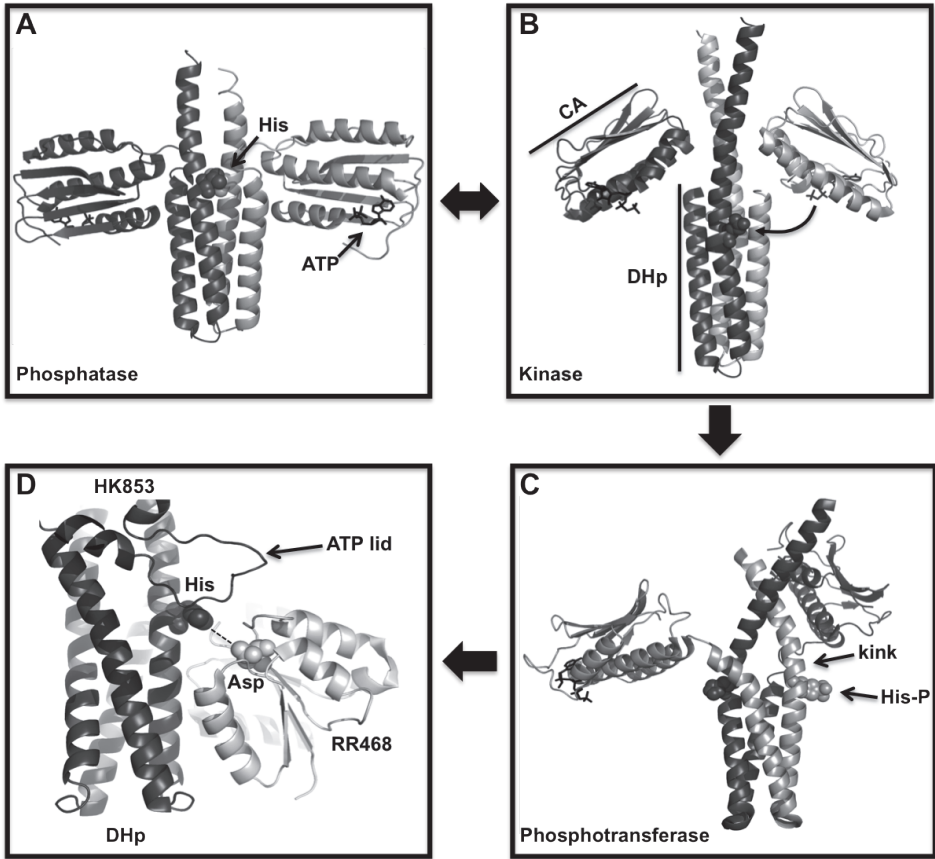 A
His
ATP
Phosphatase
B
CA
DHp
Kinase
C
kink
His-P
Phosphotransferase
D
HK853
ATP lid
His
Asp
RR468
DHp